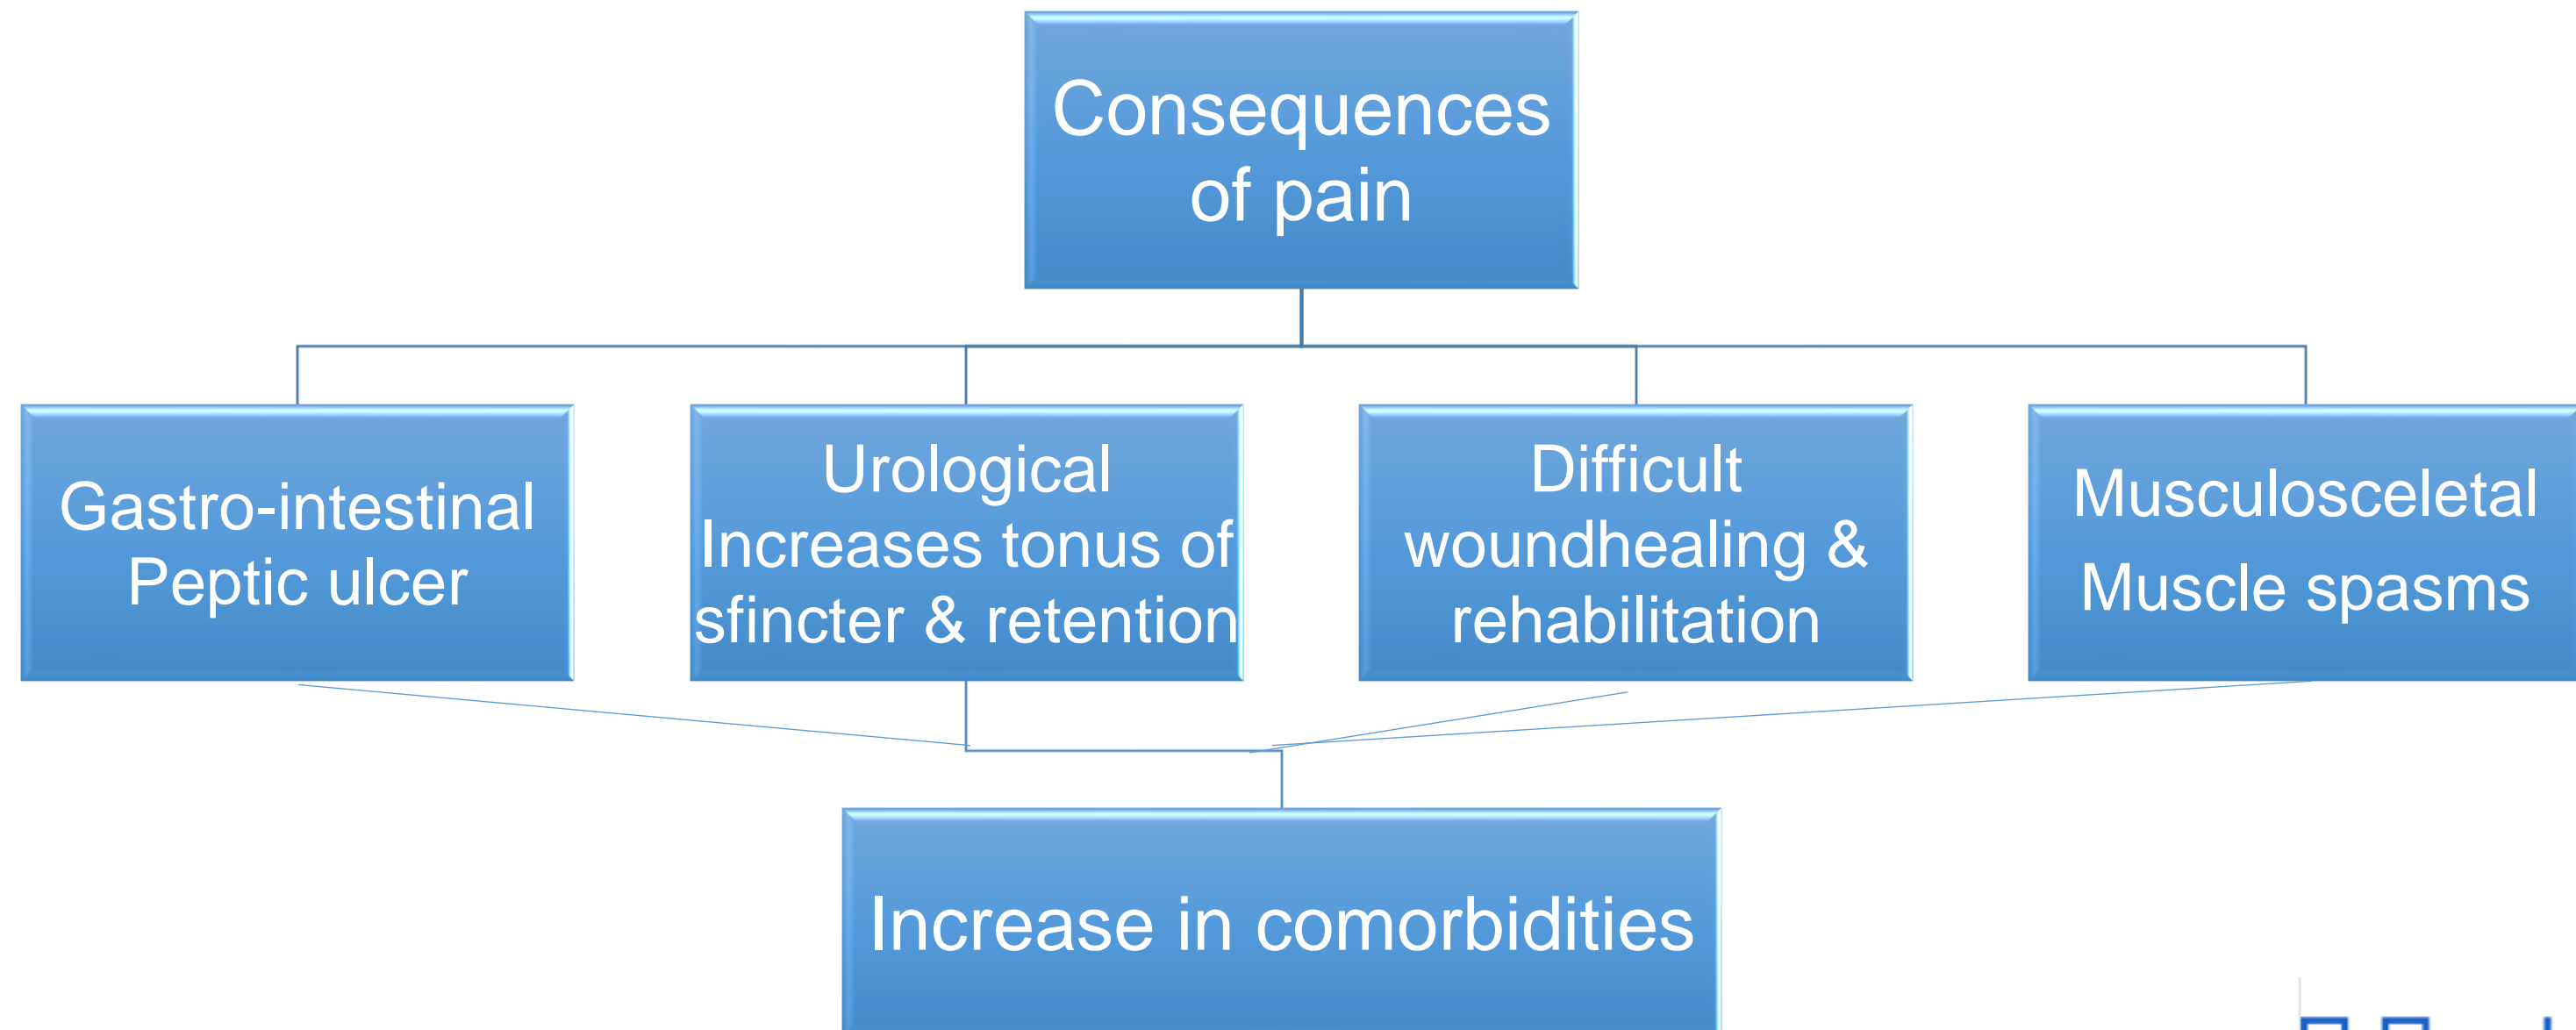 Consequences
of pain
Gastro-intestinal
Peptic ulcer
Urological
Increases tonus of
sfincter & retention
Difficult
woundhealing &
rehabilitation
Musculosceletal
Muscle spasms
Increase in comorbidities